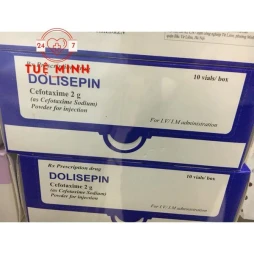 24 7
TUỆ MINH
DOLISEPIN
10 vials/ box
Cefotaxime 2 g
(as Cefotaxime Sodium)
Powder for injection
For I.V/ I.M administration
Rx Prescription drug
10 vials/ box
DOLISEPIN
Cefotaxime 2 g
(as Cefotaxime Sodium)
Powder for injection
For I.V/ I.M administration